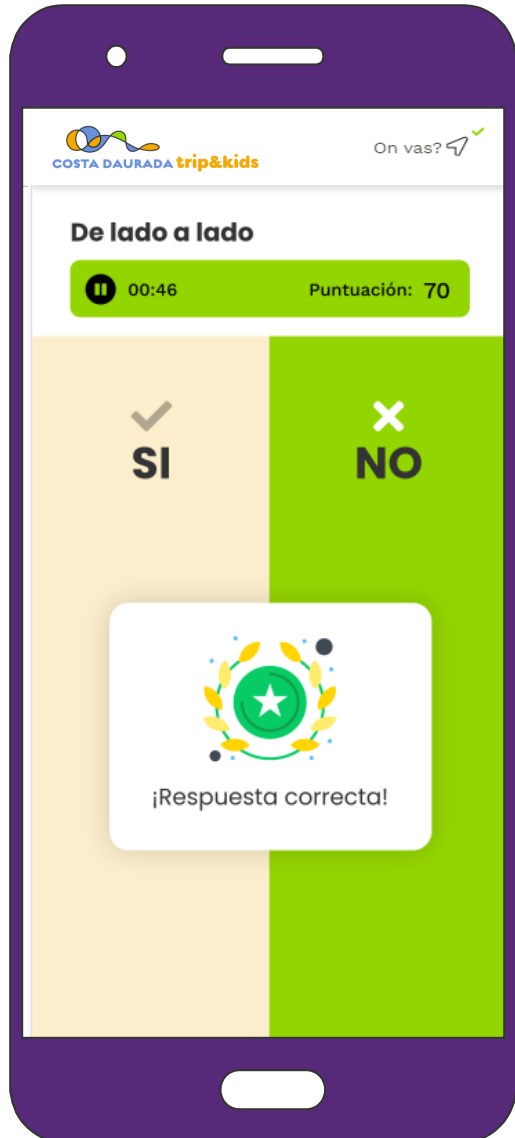 COSTA DAURADA trip&kids
On vas?
De lado a lado
00:46 Puntuación: 70
SI NO
¡Respuesta correcta!